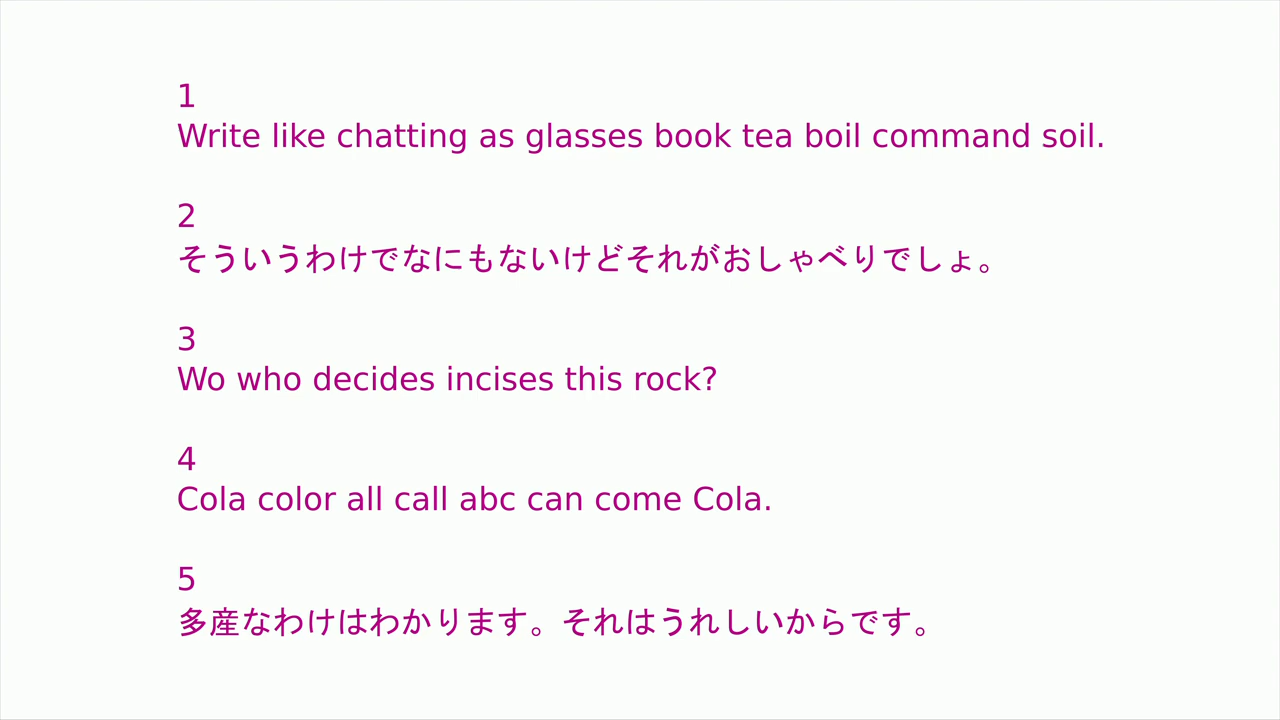 1
Write like chatting as glasses book tea boil command soil.
2
そういうわけでなにもないけどそれがおしゃべりでしょ。
3
Wo who decides incises this rock?
4
Cola color all call abc can come Cola.
5
多産なわけはわかります。それはうれしいからです。